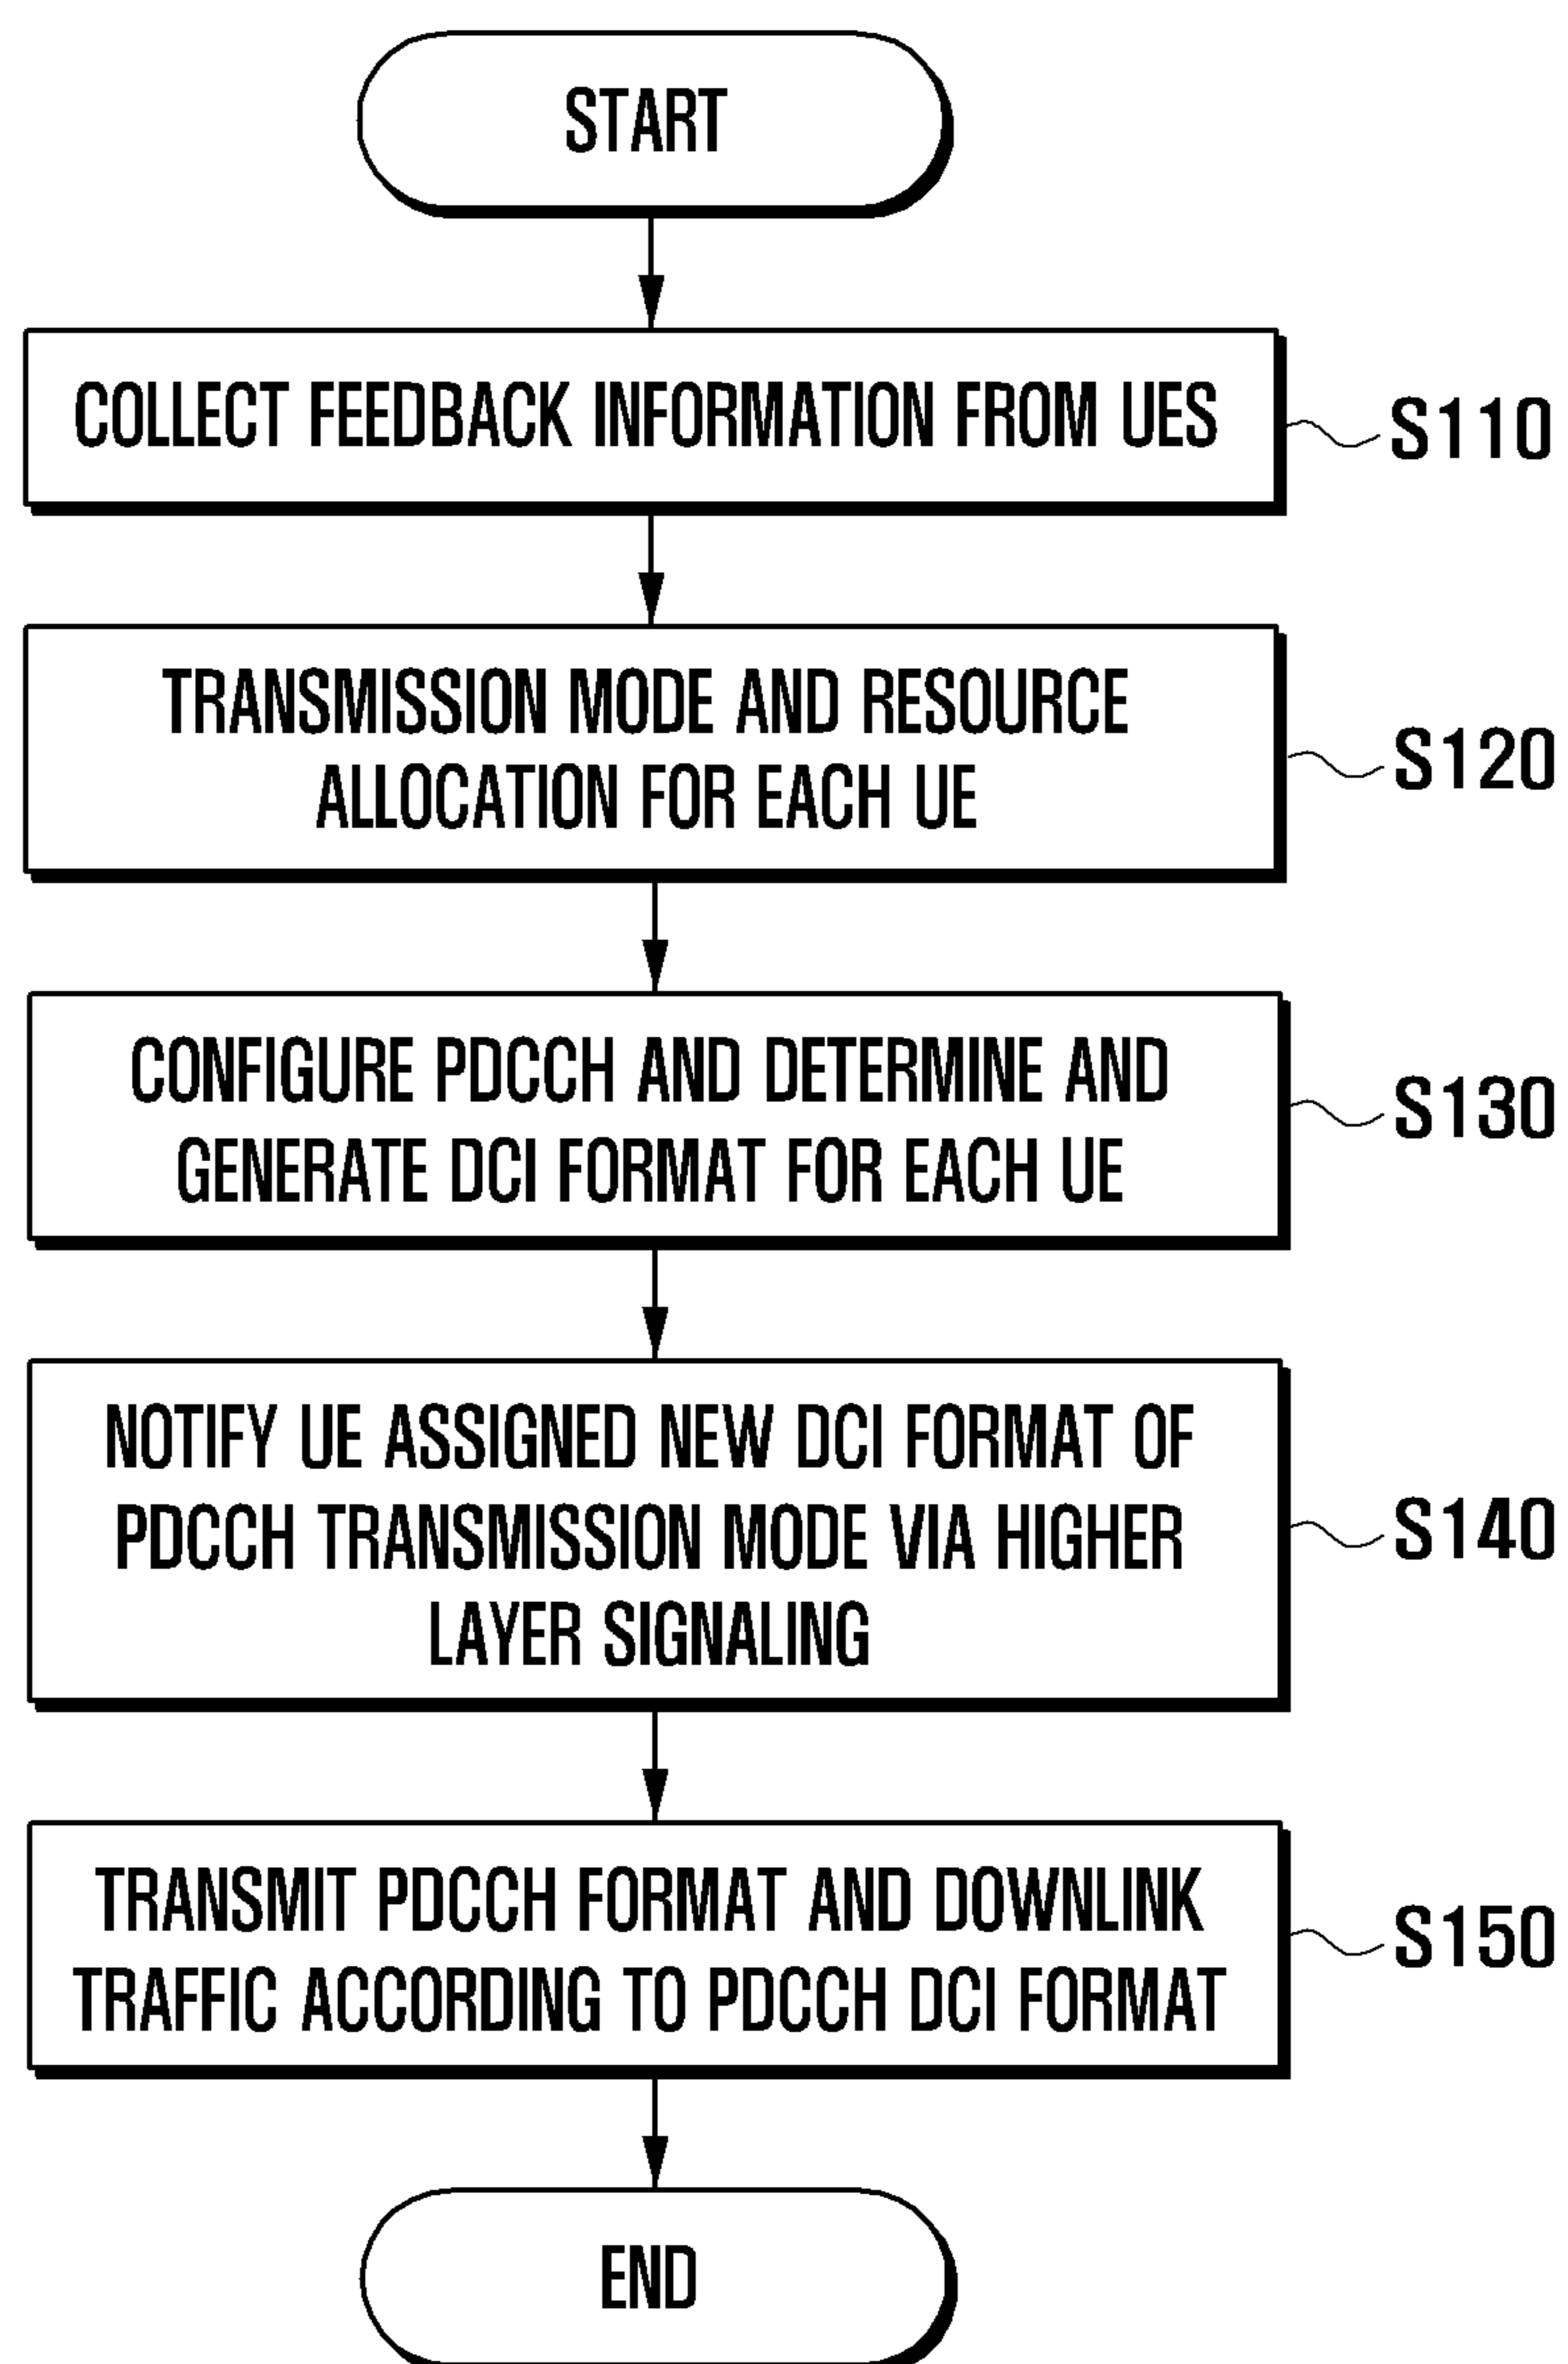 START
COLLECT FEEDBACK INFORMATION FROM UES
S110
TRANSMISSION MODE AND RESOURCE
ALLOCATION FOR EACH UE
S120
CONFIGURE PDCCH AND DETERMINE AND
GENERATE DCI FORMAT FOR EACH UE
S130
NOTIFY UE ASSIGNED NEW DCI FORMAT OF
PDCCH TRANSMISSION MODE VIA HIGHER
LAYER SIGNALING
S140
TRANSMIT PDCCH FORMAT AND DOWNLINK
TRAFFIC ACCORDING TO PDCCH DCI FORMAT
S150
END